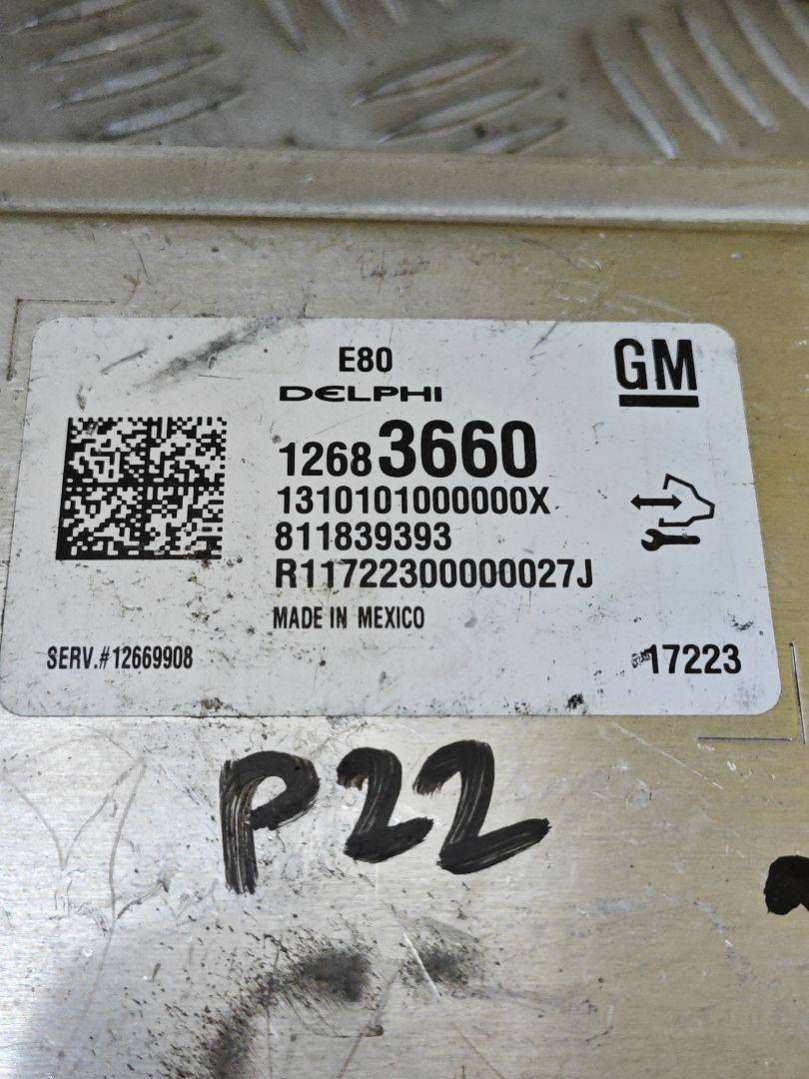 E80
GM
DELPHI
12683660
1310101000000X
811839393
R11722300000027J
MADE IN MEXICO
SERV.#12669908
17223
P22